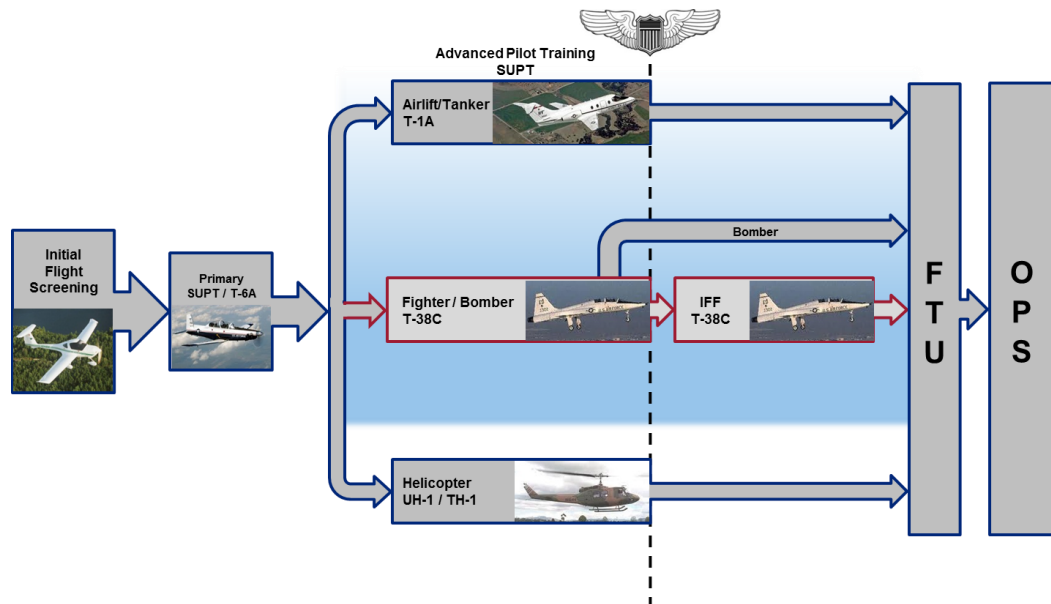 Advanced Pilot Training
SUPT
Airlift/Tanker
T-1A
Bomber
Initial
Flight
Screening
Primary
SUPT / T-6A
Fighter / Bomber
T-38C
IFF
T-38C
Helicopter
UH-1 / TH-1
F
T
U
O
P
S